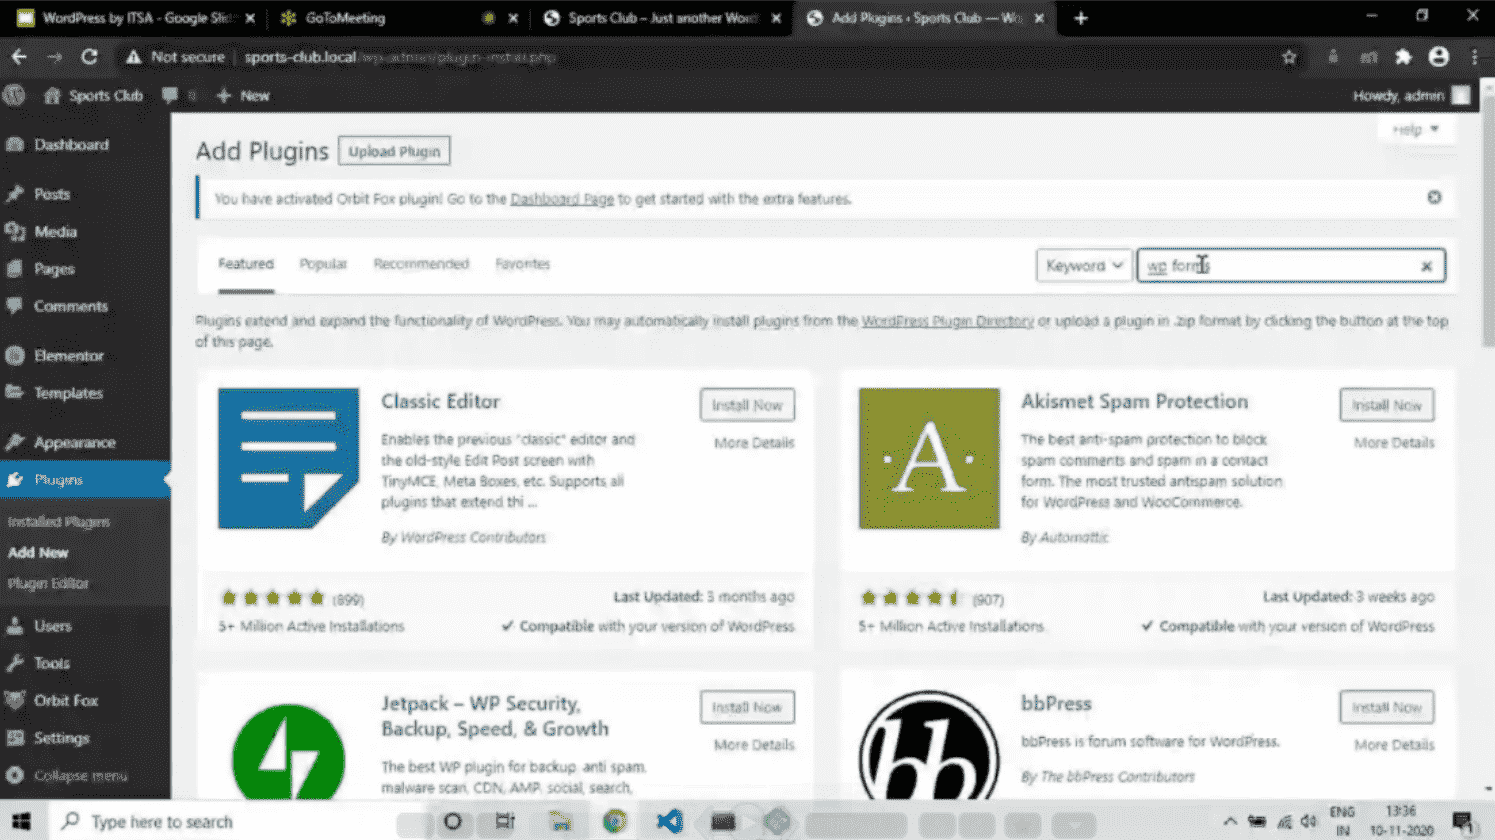 WordPress by ITSA - Google Slid
GoToMeeting
Sports Club – Just another Word
Add Plugins ‹ Sports Club — Wo
Not secure
sports-club.local/wp-admin/plugin-install.php
Sports Club
New
Howdy, admin
Help
Dashboard
Posts
Media
Pages
Comments
Elementor
Templates
Appearance
Plugins
Installed Plugins
Add New
Plugin Editor
Users
Tools
Orbit Fox
Settings
Collapse menu
Add Plugins
Upload Plugin
You have activated Orbit Fox plugin! Go to the Dashboard Page to get started with the extra features.
Featured
Popular
Recommended
Favorites
Keyword
wp forms
Plugins extend and expand the functionality of WordPress. You may automatically install plugins from the WordPress Plugin Directory or upload a plugin in .zip format by clicking the button at the top
of this page.
Classic Editor
Install Now
More Details
Enables the previous "classic" editor and
the old-style Edit Post screen with
TinyMCE, Meta Boxes, etc. Supports all
plugins that extend thi ...
By WordPress Contributors
(899)
Last Updated: 3 months ago
5+ Million Active Installations
Compatible with your version of WordPress
A
Akismet Spam Protection
Install Now
More Details
The best anti-spam protection to block
spam comments and spam in a contact
form. The most trusted antispam solution
for WordPress and WooCommerce.
By Automattic
(907)
Last Updated: 3 weeks ago
5+ Million Active Installations
Compatible with your version of WordPress
Jetpack – WP Security,
Backup, Speed, & Growth
Install Now
More Details
The best WP plugin for backup, anti spam,
malware scan, CDN, AMP, social, search,
bb
bbPress
Install Now
More Details
bbPress is forum software for WordPress.
By The bbPress Contributors
Type here to search
ENG
IN
13:36
10-11-2020